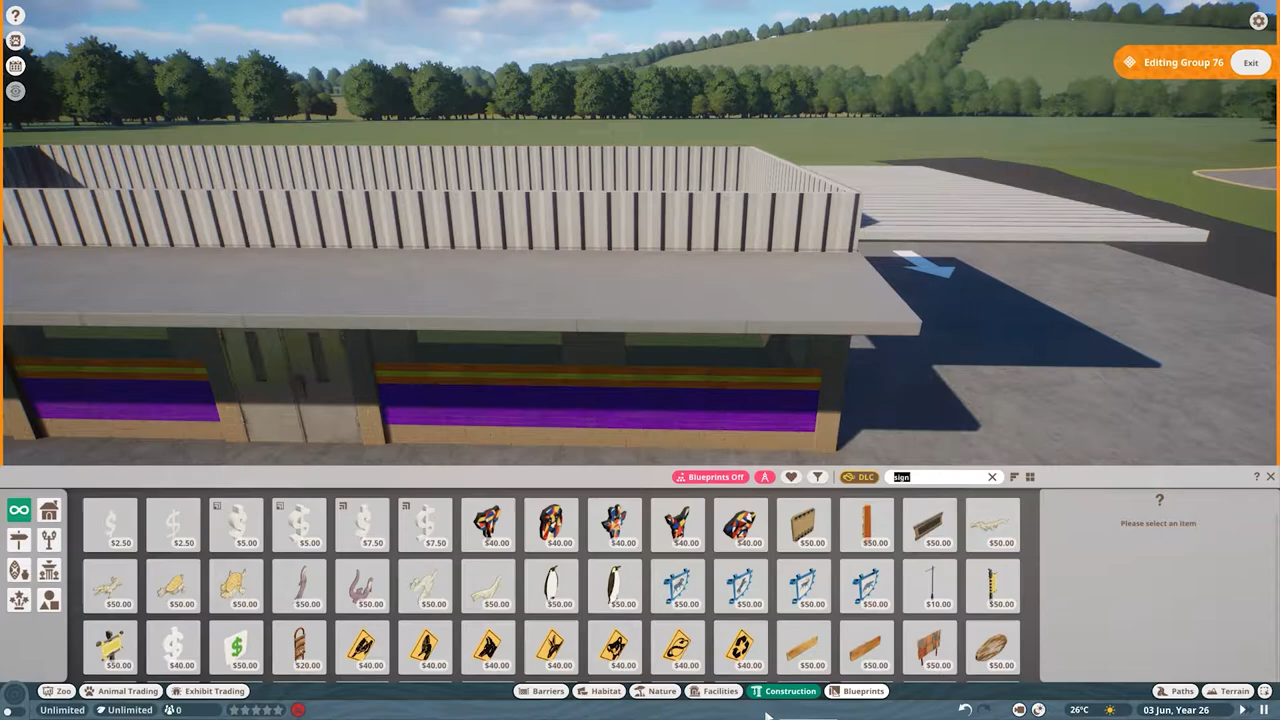 Editing Group 76
Exit
Blueprints Off
DLC
sign
$2.50
$2.50
$5.00
$5.00
$7.50
$7.50
$40.00
$40.00
$40.00
$40.00
$40.00
$50.00
$50.00
$50.00
$50.00
Please select an item
$50.00
$50.00
$50.00
$50.00
$50.00
$50.00
$50.00
$50.00
$50.00
$50.00
$50.00
$50.00
$50.00
$10.00
$50.00
$50.00
$40.00
$50.00
$20.00
$40.00
$40.00
$40.00
$40.00
$40.00
$40.00
$40.00
$50.00
$50.00
$50.00
$50.00
Zoo
Animal Trading
Exhibit Trading
Barriers
Habitat
Nature
Facilities
Construction
Blueprints
Paths
Terrain
Unlimited
Unlimited
0
26°C
03 Jun, Year 26